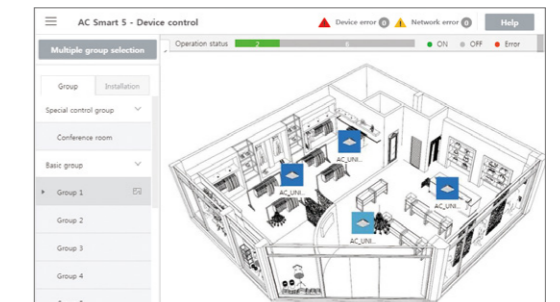 AC Smart 5 - Device control
Device error 0
Network error 0
Help
Multiple group selection
Operation status 2 6
ON OFF Error
Group Installation
Special control group
Conference room
Basic group
Group 1
Group 2
Group 3
Group 4
AC_UNI...
AC_UNI...
AC_UNI...
AC_UNI...